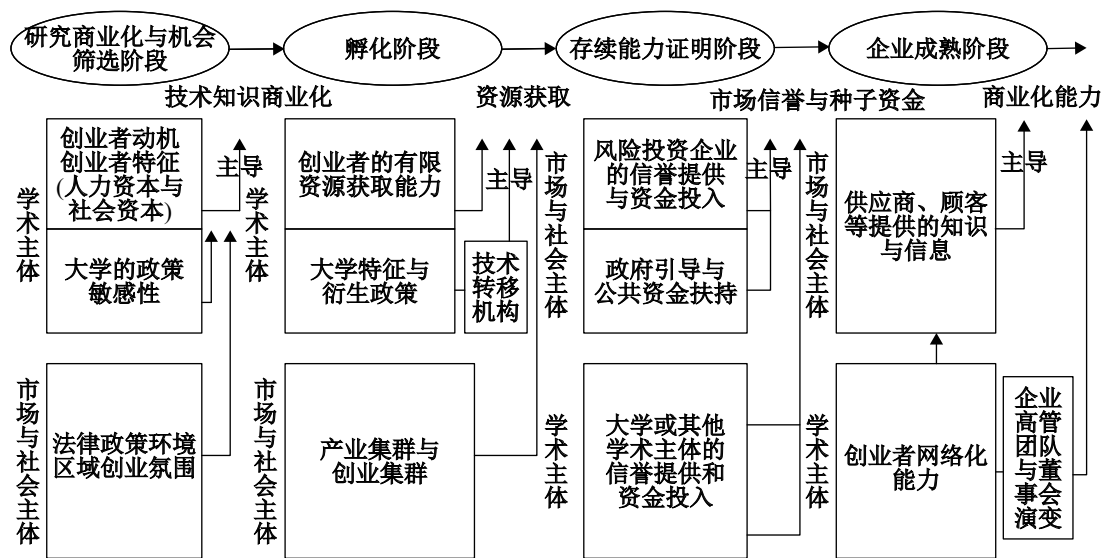 研究商业化与机会
筛选阶段
孵化阶段
存续能力证明阶段
企业成熟阶段
技术知识商业化
资源获取
市场信誉与种子资金
商业化能力
学术主体
创业者动机
创业者特征
(人力资本与
社会资本)
主导
大学的政策
敏感性
学术主体
创业者的有限
资源获取能力
主导
大学特征与
衍生政策
技术
转移
机构
市场与社会主体
风险投资企业
的信誉提供
与资金投入
主导
政府引导与
公共资金扶持
市场与社会主体
供应商、顾客
等提供的知识
与信息
主导
市场与社会主体
法律政策环境
区域创业氛围
市场与社会主体
产业集群与
创业集群
学术主体
大学或其他
学术主体的
信誉提供和
资金投入
学术主体
创业者网络化
能力
企业
高管
团队
与董
事会
演变